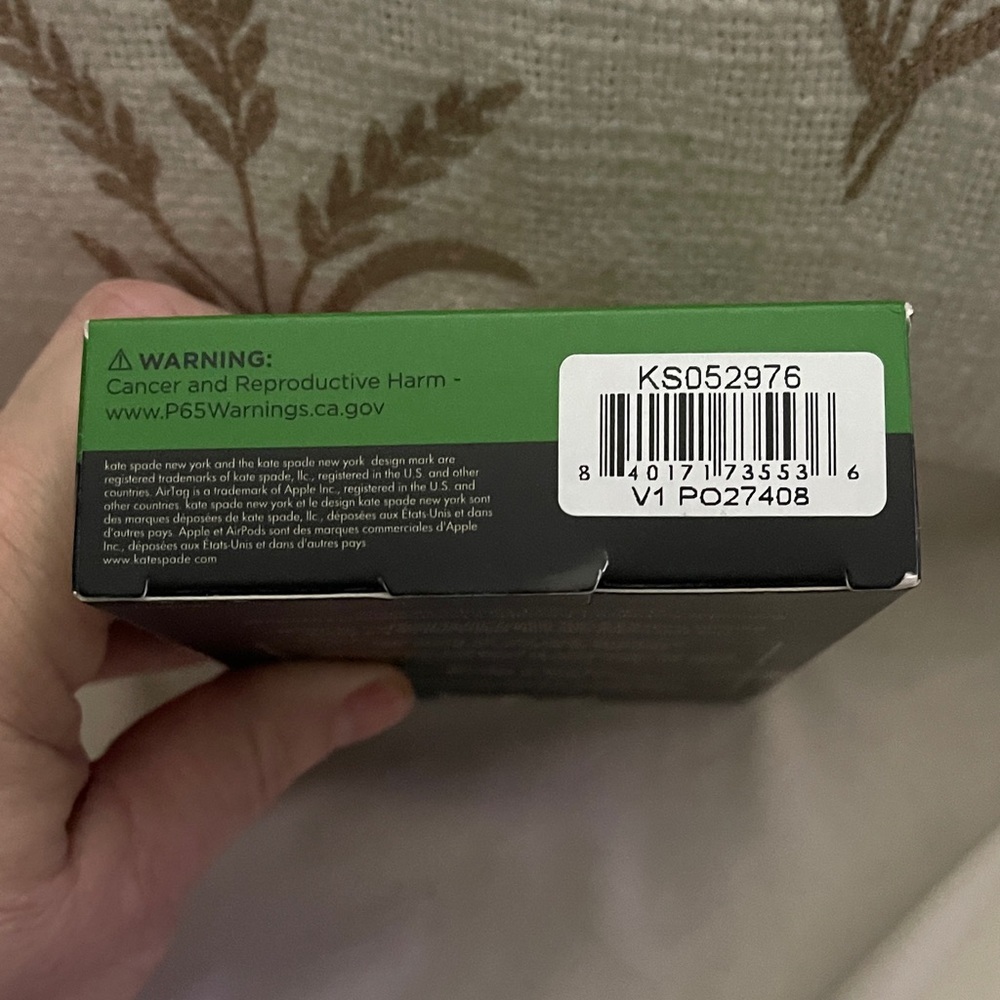 ⚠ WARNING:
Cancer and Reproductive Harm -
www.P65Warnings.ca.gov
kate spade new york and the kate spade new york design mark are
registered trademarks of kate spade, llc., registered in the U.S. and other
countries. AirTag is a trademark of Apple Inc., registered in the U.S. and
other countries. kate spade new york et le design kate spade new york sont
des marques déposées de kate spade, llc., déposées aux États-Unis et dans
d'autres pays. Apple et AirPods sont des marques commerciales d'Apple
Inc., déposées aux États-Unis et dans d'autres pays
www.katespade.com
KS052976
8 40171 73553 6
V1 PO27408